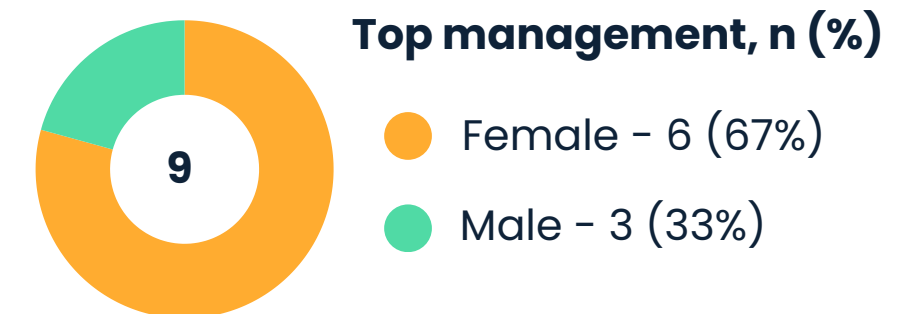 Top management, n (%)
9
Female - 6 (67%)
Male - 3 (33%)